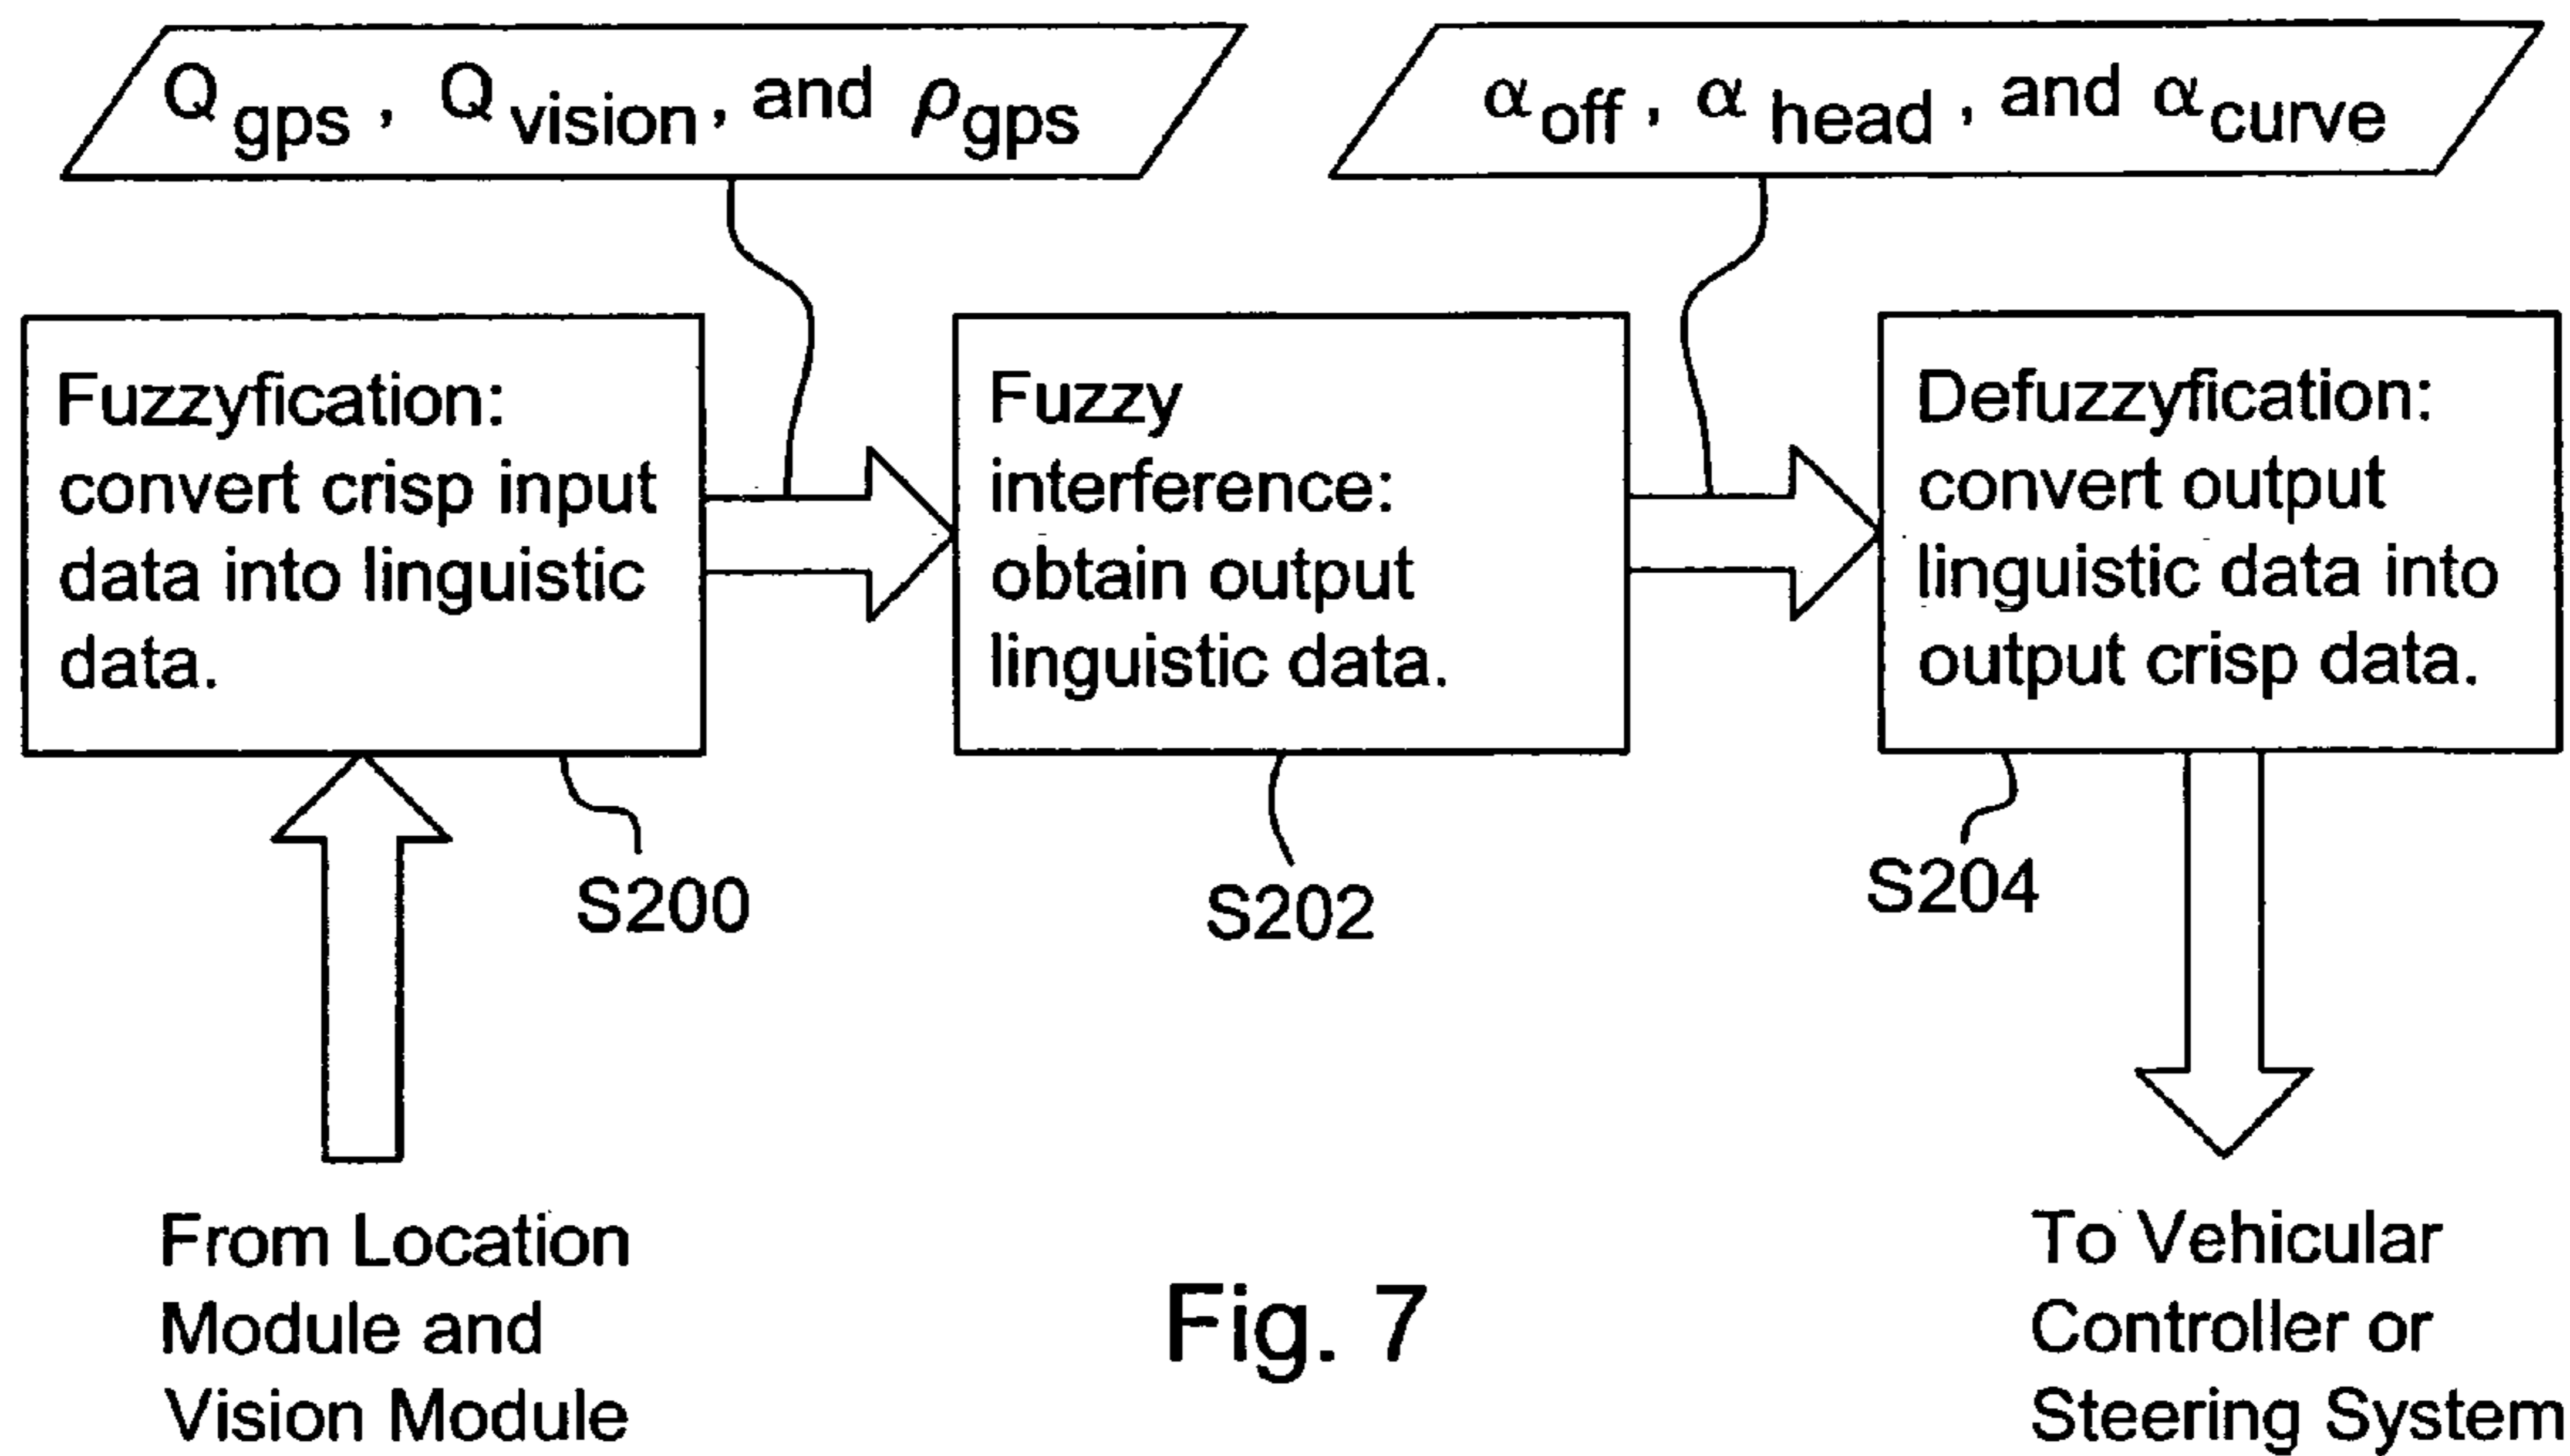 Q gps , Q vision, and ρgps
αoff , α head , and αcurve
Fuzzyfication:
convert crisp input
data into linguistic
data.
Fuzzy
interference:
obtain output
linguistic data.
Defuzzyfication:
convert output
linguistic data into
output crisp data.
S200
S202
S204
From Location
Module and
Vision Module
Fig. 7
To Vehicular
Controller or
Steering System